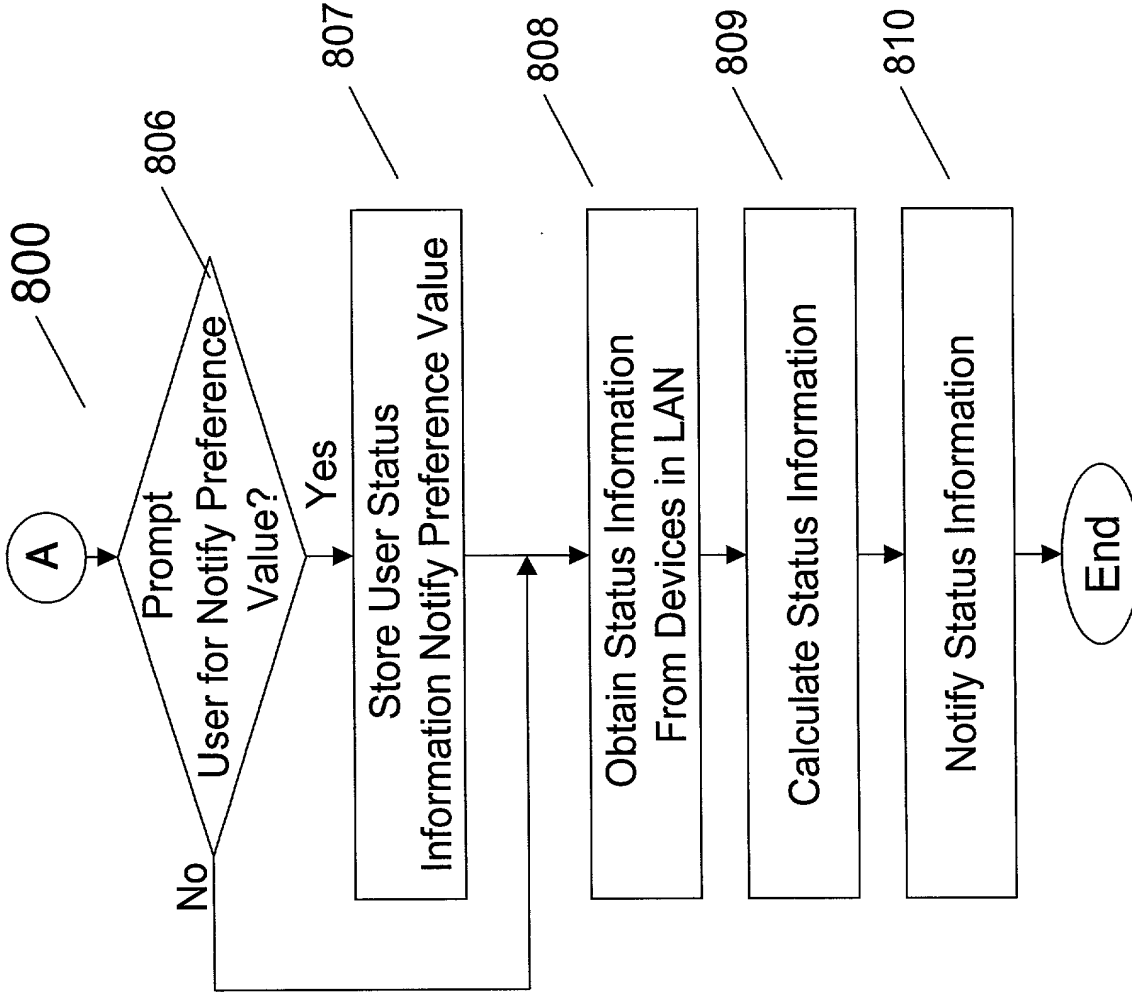 800
A
806
Prompt
User for Notify Preference
Value?
No
Yes
807
Store User Status
Information Notify Preference Value
808
Obtain Status Information
From Devices in LAN
809
Calculate Status Information
810
Notify Status Information
End